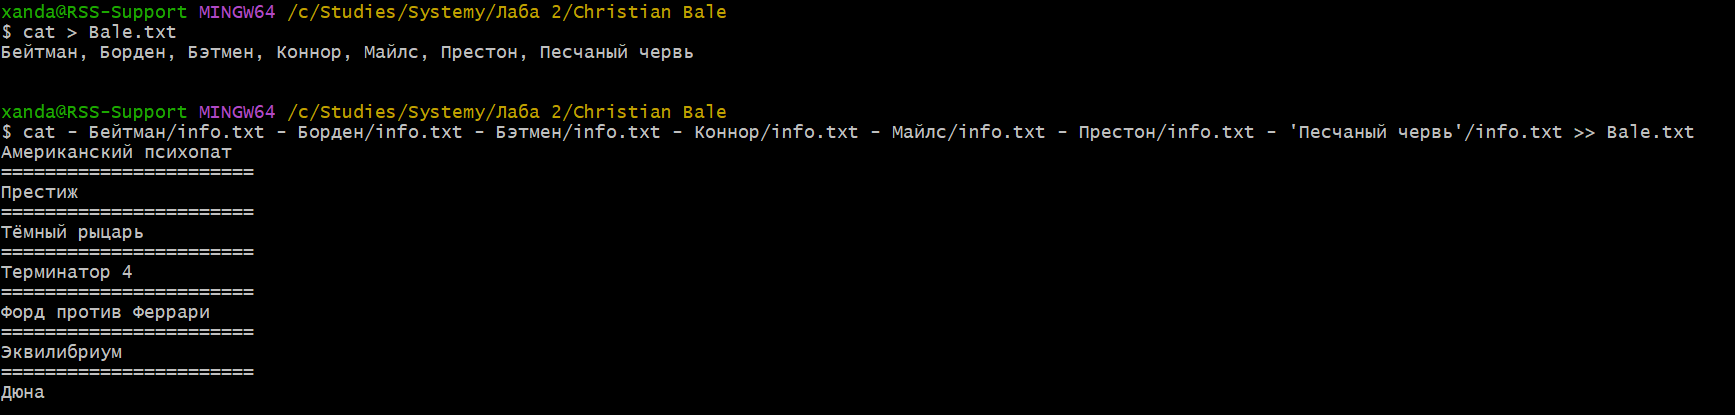 xanda@RSS-Support MINGW64 /c/Studies/Systemy/Лаба 2/Christian Bale
$ cat > Bale.txt
Бейтман, Борден, Бэтмен, Коннор, Майлс, Престон, Песчаный червь
xanda@RSS-Support MINGW64 /c/Studies/Systemy/Лаба 2/Christian Bale
$ cat - Бейтман/info.txt - Борден/info.txt - Бэтмен/info.txt - Коннор/info.txt - Майлс/info.txt - Престон/info.txt - 'Песчаный червь'/info.txt >> Bale.txt
Американский психопат
=======================
Престиж
=======================
Тёмный рыцарь
=======================
Терминатор 4
=======================
Форд против Феррари
=======================
Эквилибриум
=======================
Дюна